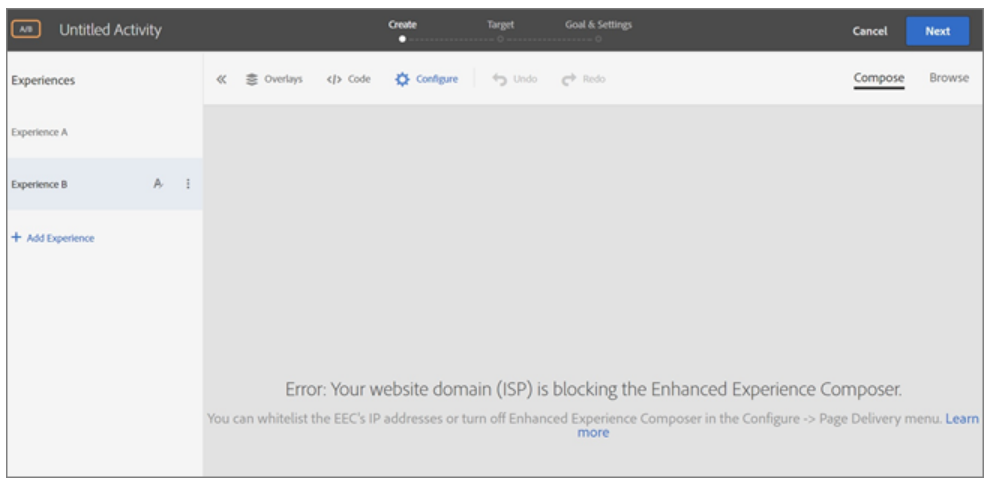 A/B Untitled Activity
Create Target Goal & Settings
Cancel Next
Experiences
Overlays </> Code Configure Undo Redo
Compose Browse
Experience A
Experience B
+ Add Experience
Error: Your website domain (ISP) is blocking the Enhanced Experience Composer.
You can whitelist the EEC's IP addresses or turn off Enhanced Experience Composer in the Configure -> Page Delivery menu. Learn
more